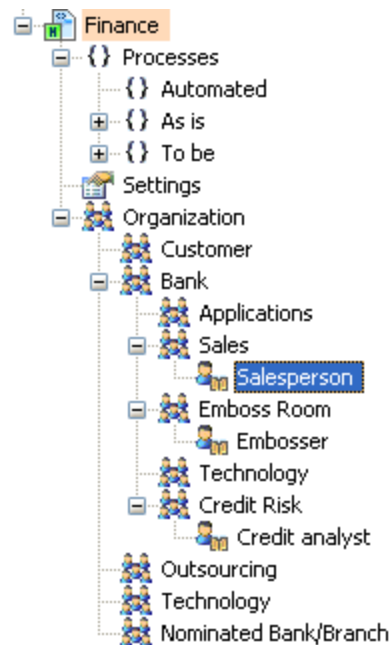 Finance
Processes
Automated
As is
To be
Settings
Organization
Customer
Bank
Applications
Sales
Salesperson
Emboss Room
Embosser
Technology
Credit Risk
Credit analyst
Outsourcing
Technology
Nominated Bank/Branch